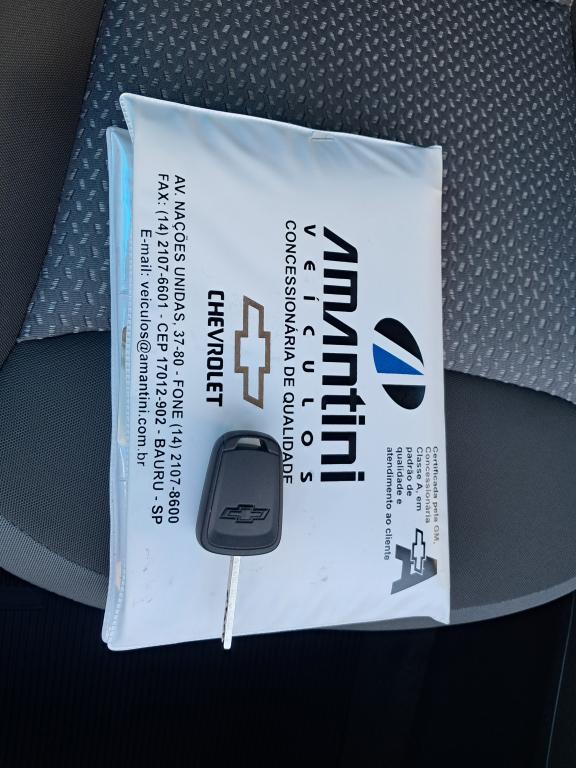 Certificada pela GM.
Concessionária
Classe A, em
padrão de
qualidade e
atendimento ao cliente
A
AMAntini
veículos
CONCESSIONÁRIA DE QUALIDADE
CHEVROLET
AV. NAÇÕES UNIDAS, 37-80 - FONE (14) 2107-8600
FAX: (14) 2107-6601 - CEP 17012-902 - BAURU - SP
E-mail: veiculos@amantini.com.br